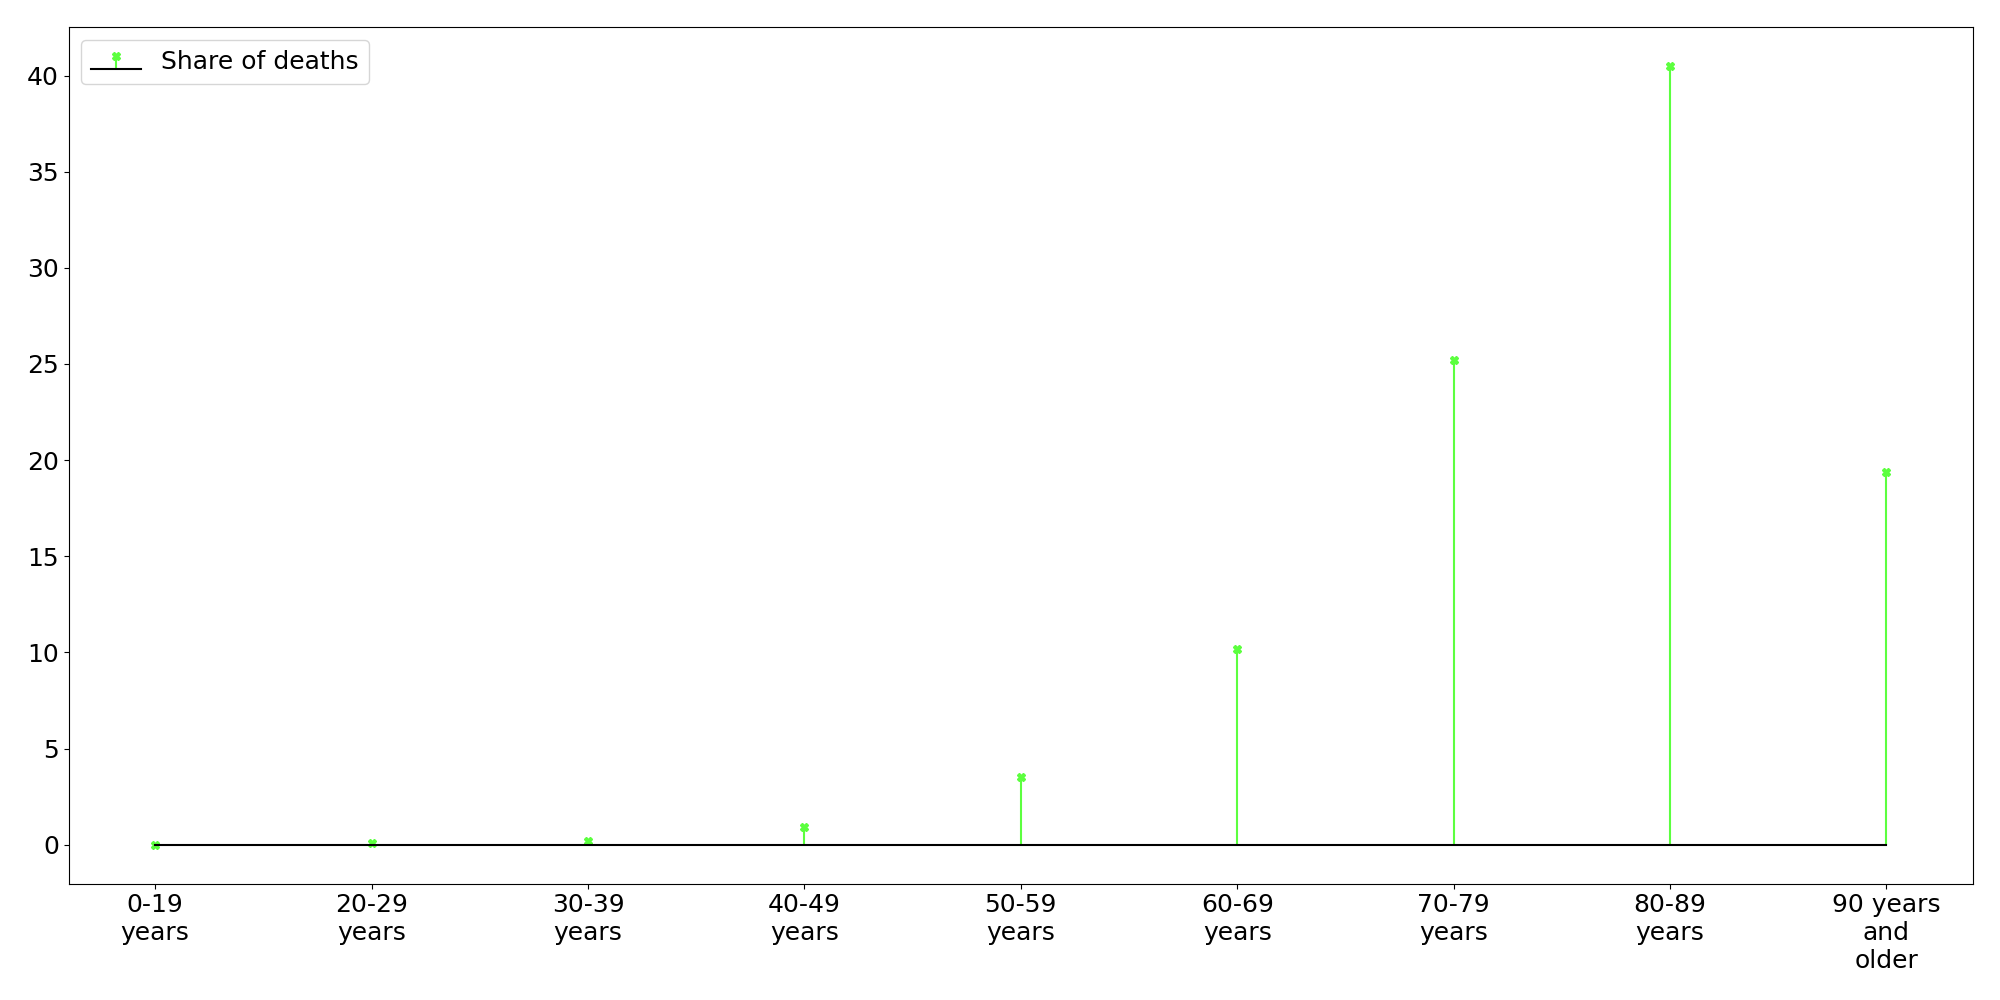 Share of deaths
40
35
30
25
20
15
10
5
0
0-19
years
20-29
years
30-39
years
40-49
years
50-59
years
60-69
years
70-79
years
80-89
years
90 years
and
older